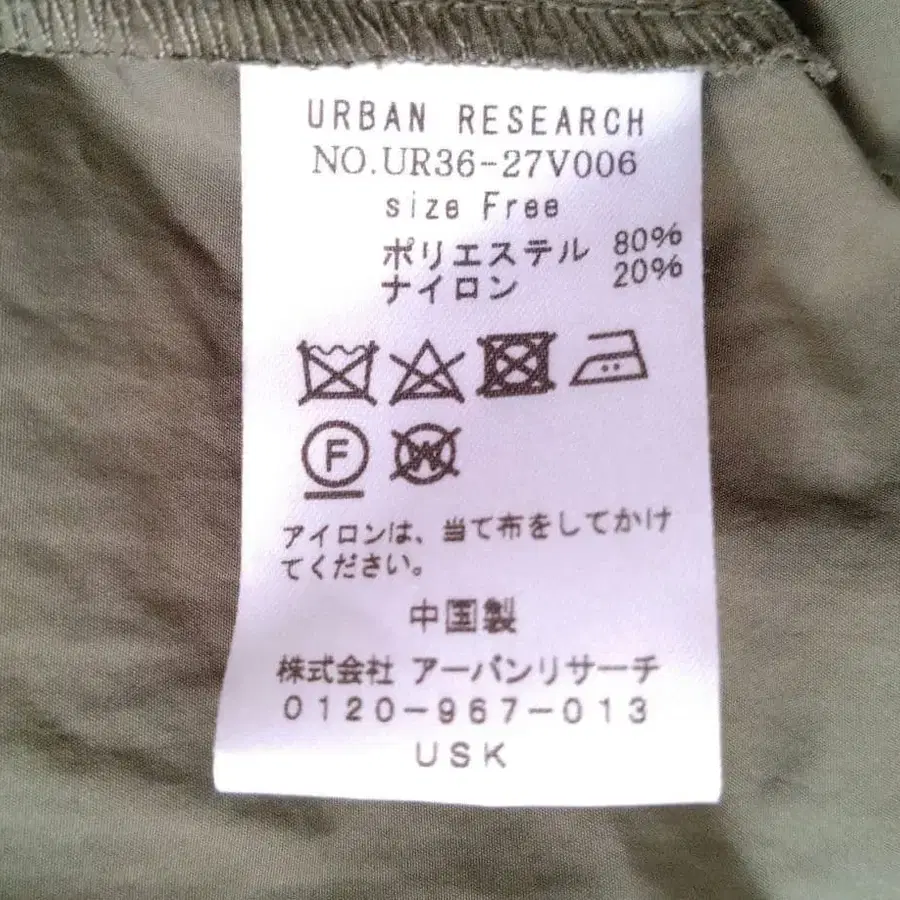 URBAN RESEARCH
NO.UR36-27V006
size Free
ポリエステル 80%
ナイロン 20%
F W
アイロンは、当て布をしてかけ
てください。
中国製
株式会社 アーバンリサーチ
0120-967-013
USK